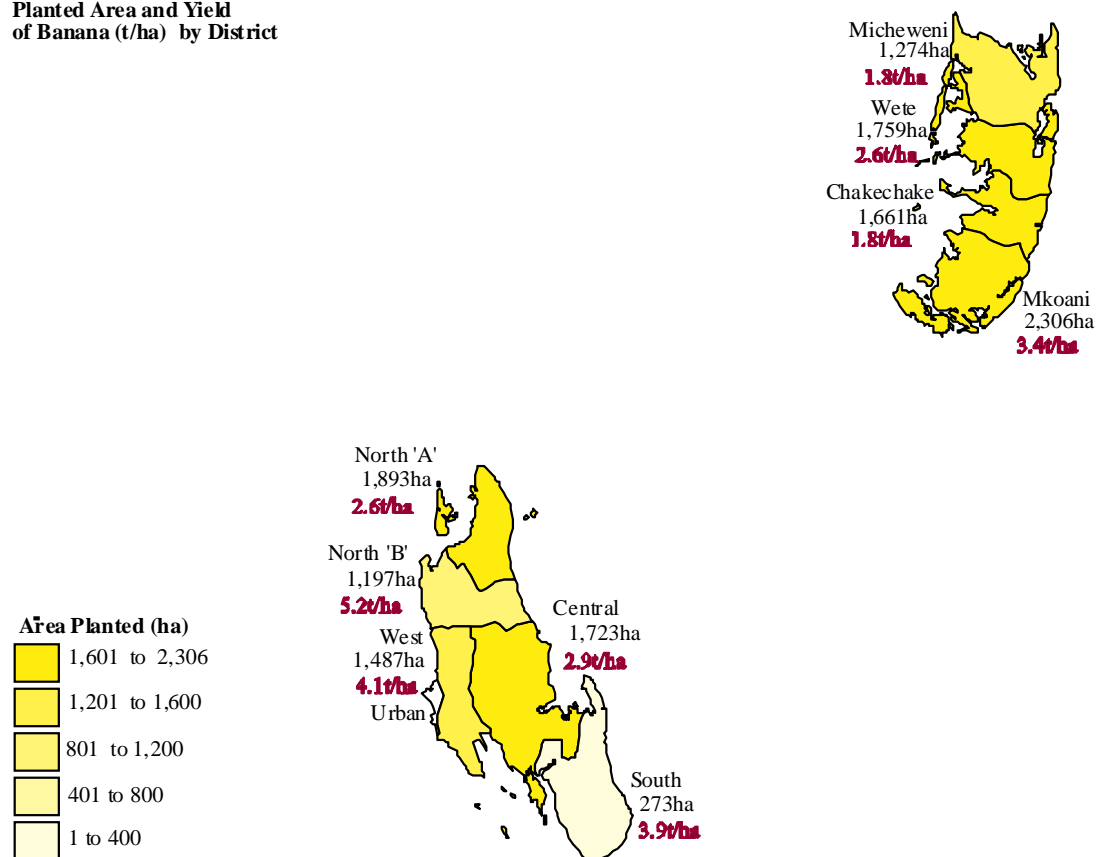 Planted Area and Yield
of Banana (t/ha) by District
Micheweni
1,274ha
1.8t/ha
Wete
1,759ha
2.6t/ha
Chakechake
1,661ha
1.8t/ha
Mkoani
2,306ha
3.4t/ha
North 'A'
1,893ha
2.6t/ha
North 'B'
1,197ha
5.2t/ha
West
1,487ha
4.1t/ha
Urban
Central
1,723ha
2.9t/ha
South
273ha
3.9t/ha
Area Planted (ha)
1,601 to 2,306
1,201 to 1,600
801 to 1,200
401 to 800
1 to 400